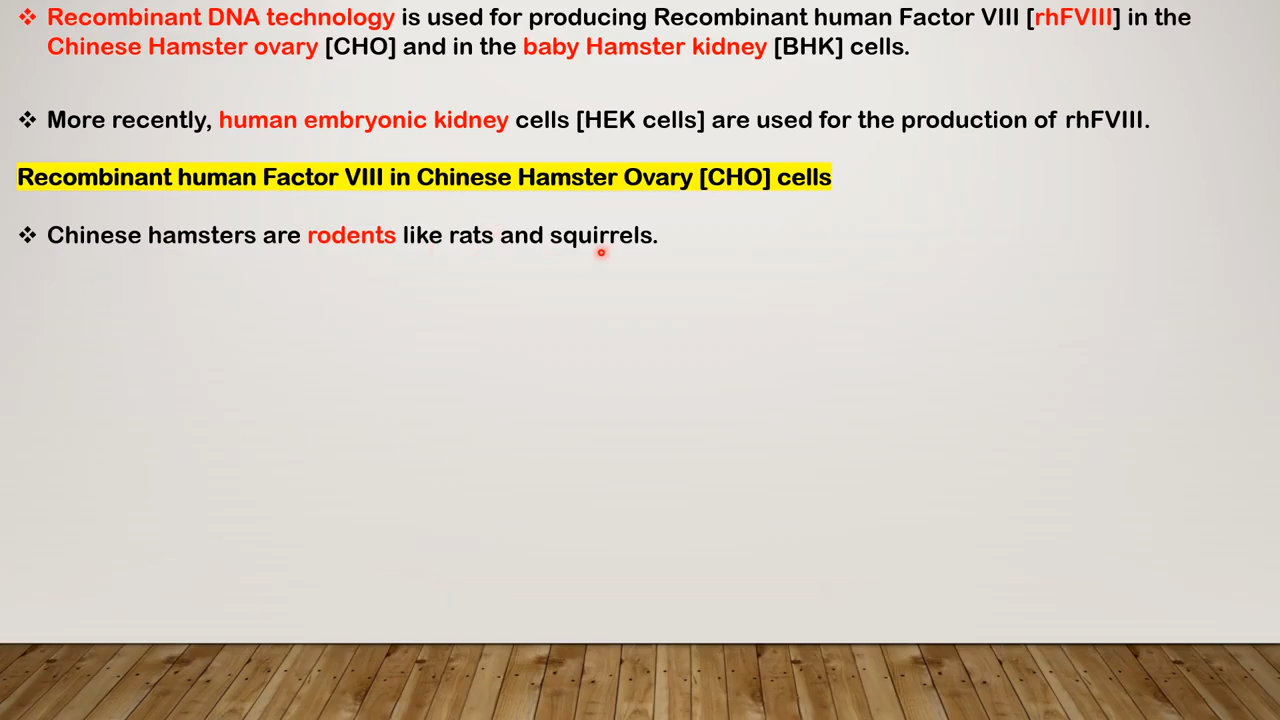 ❖ Recombinant DNA technology is used for producing Recombinant human Factor VIII [rhFVIII] in the
Chinese Hamster ovary [CHO] and in the baby Hamster kidney [BHK] cells.
❖ More recently, human embryonic kidney cells [HEK cells] are used for the production of rhFVIII.
Recombinant human Factor VIII in Chinese Hamster Ovary [CHO] cells
❖ Chinese hamsters are rodents like rats and squirrels.